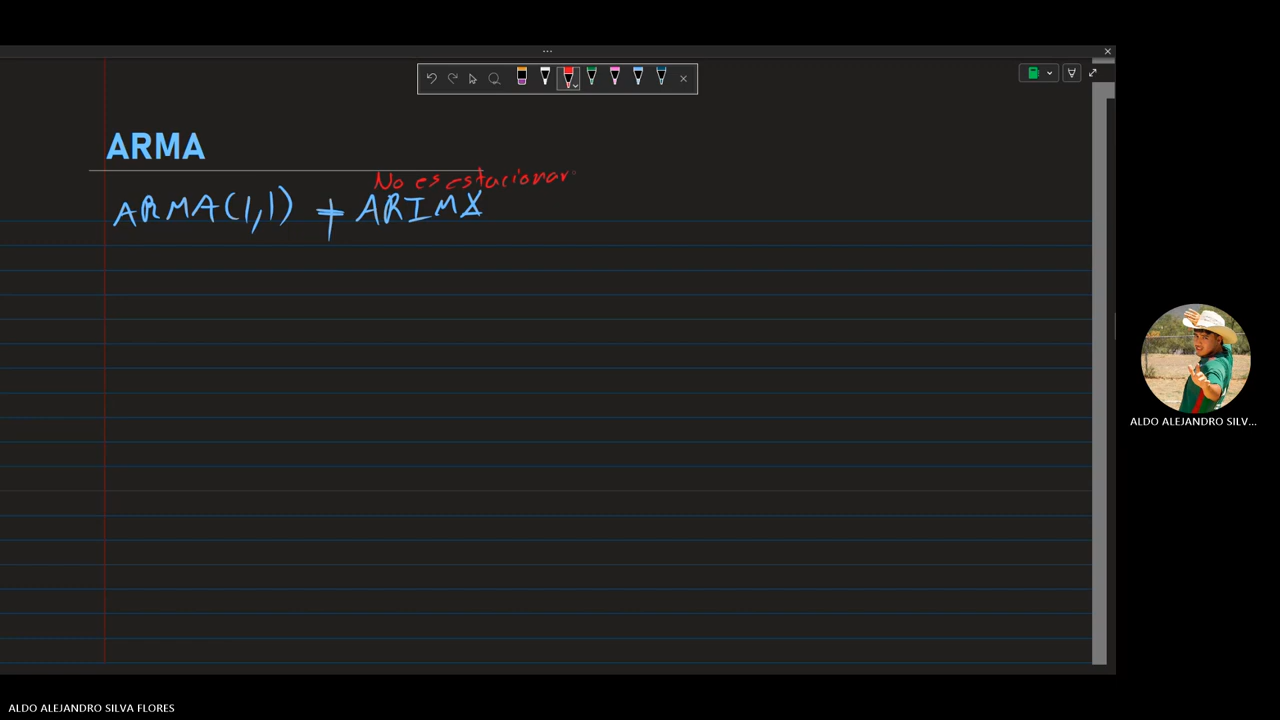 ARMA
No es estacionar
ARMA(1,1) ≠ ARIMA
ALDO ALEJANDRO SILV...
ALDO ALEJANDRO SILVA FLORES